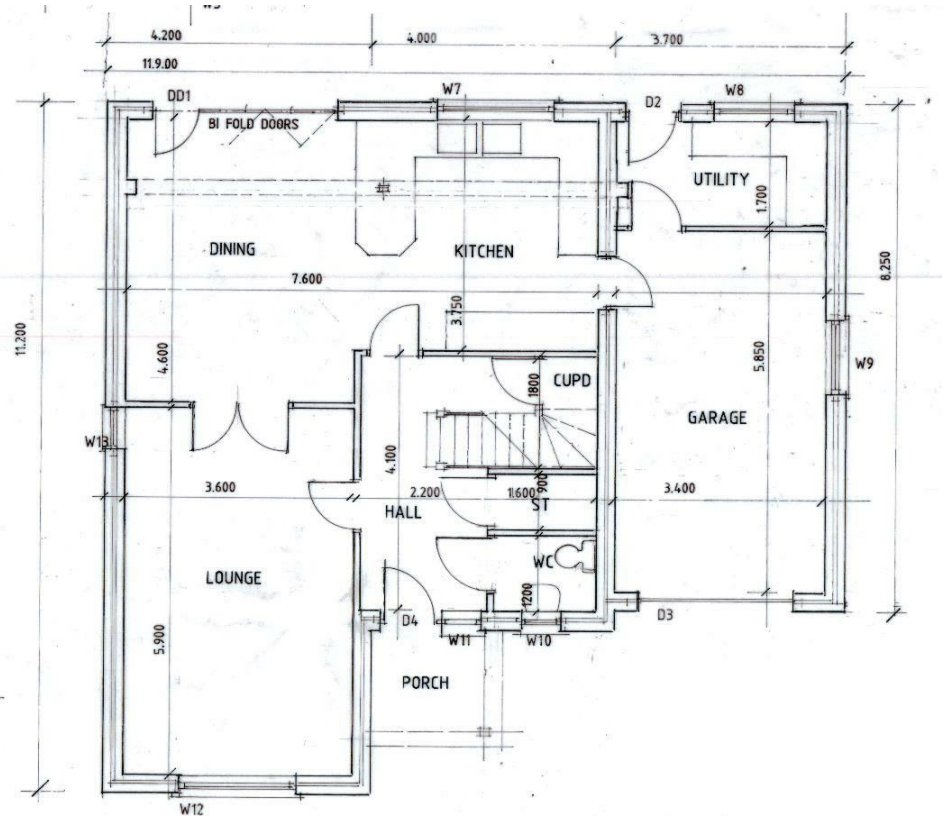 4.200
4.000
3.700
11.9.00
DD1
W7
D2
W8
BI FOLD DOORS
UTILITY
1.700
DINING
KITCHEN
7.600
3.750
8.250
11.200
4.600
5.850
W9
1800
CUPD
GARAGE
W13
4.100
900
3.600
2.200
1.600
3.400
HALL
ST
LOUNGE
WC
1200
D4
D3
W11
W10
5.900
PORCH
W12